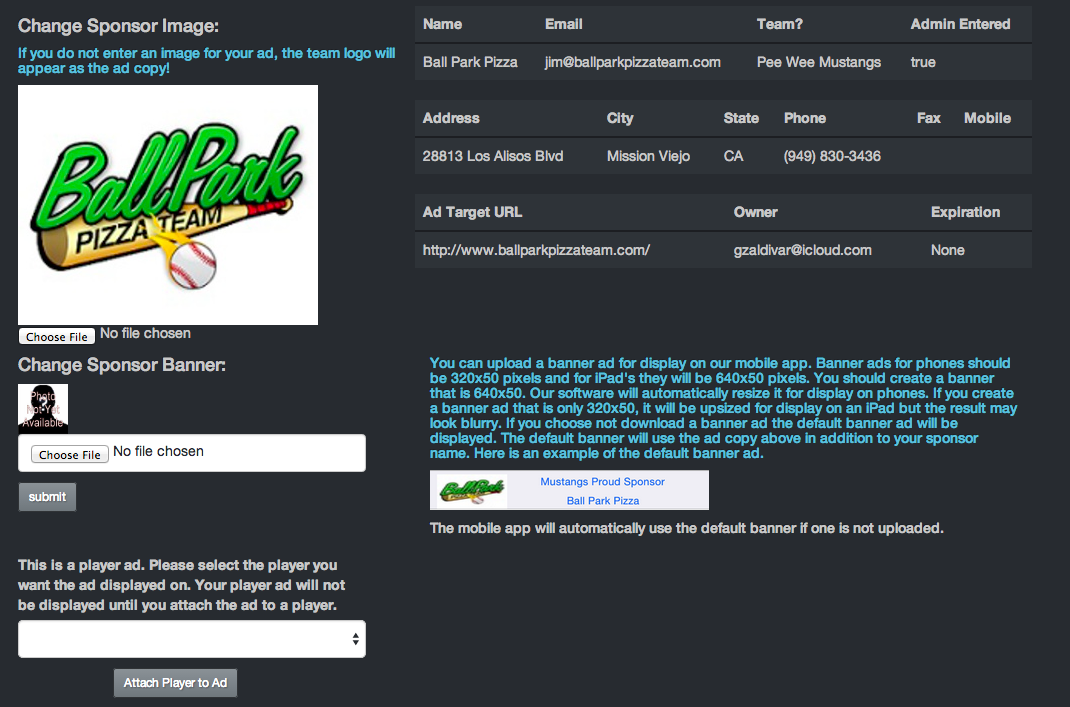 Change Sponsor Image:
If you do not enter an image for your ad, the team logo will
appear as the ad copy!
BallPark
PIZZA TEAM
Choose File No file chosen
Name Email Team? Admin Entered
Ball Park Pizza jim@ballparkpizzateam.com Pee Wee Mustangs true
Address City State Phone Fax Mobile
28813 Los Alisos Blvd Mission Viejo CA (949) 830-3436
Ad Target URL Owner Expiration
http://www.ballparkpizzateam.com/ gzaldivar@icloud.com None
Change Sponsor Banner:
Photo
Not Yet
Available
Choose File No file chosen
submit
You can upload a banner ad for display on our mobile app. Banner ads for phones should
be 320x50 pixels and for iPad's they will be 640x50 pixels. You should create a banner
that is 640x50. Our software will automatically resize it for display on phones. If you create
a banner ad that is only 320x50, it will be upsized for display on an iPad but the result may
look blurry. If you choose not download a banner ad the default banner ad will be
displayed. The default banner will use the ad copy above in addition to your sponsor
name. Here is an example of the default banner ad.
BallPark
Mustangs Proud Sponsor
Ball Park Pizza
The mobile app will automatically use the default banner if one is not uploaded.
This is a player ad. Please select the player you
want the ad displayed on. Your player ad will not
be displayed until you attach the ad to a player.
Attach Player to Ad